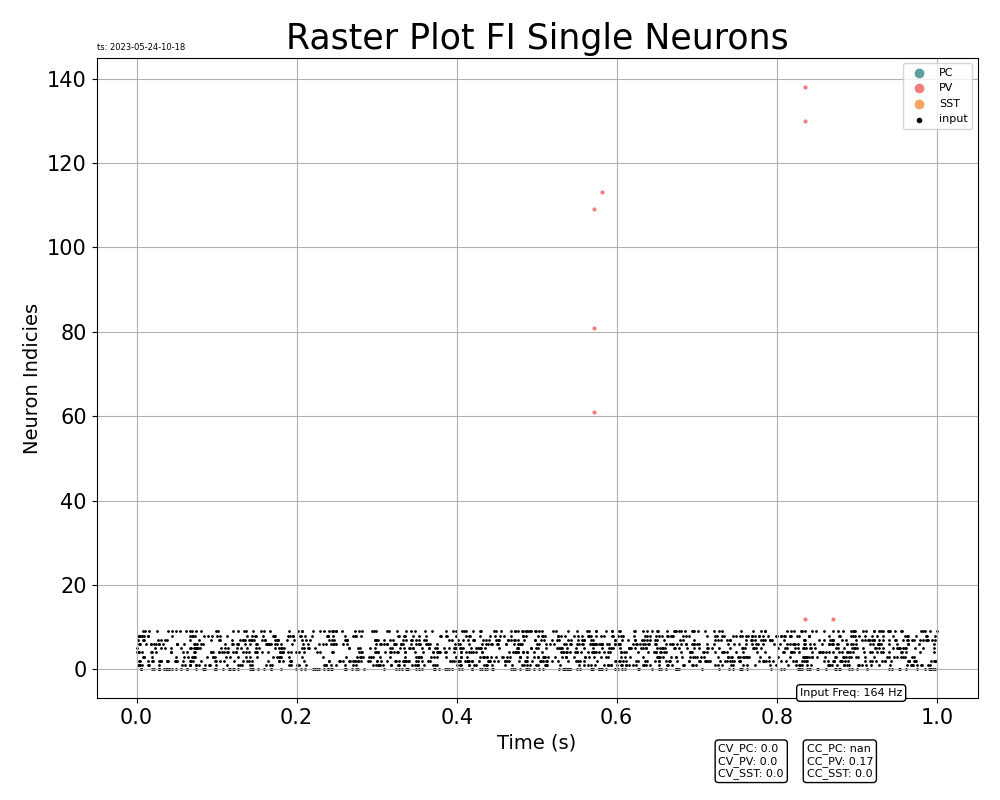 Raster Plot FI Single Neurons
ts: 2023-05-24-10-18
PC
PV
SST
input
140
120
100
80
60
40
20
0
Neuron Indicies
0.0 0.2 0.4 0.6 0.8 1.0
Time (s)
Input Freq: 164 Hz
CV_PC: 0.0
CV_PV: 0.0
CV_SST: 0.0
CC_PC: nan
CC_PV: 0.17
CC_SST: 0.0